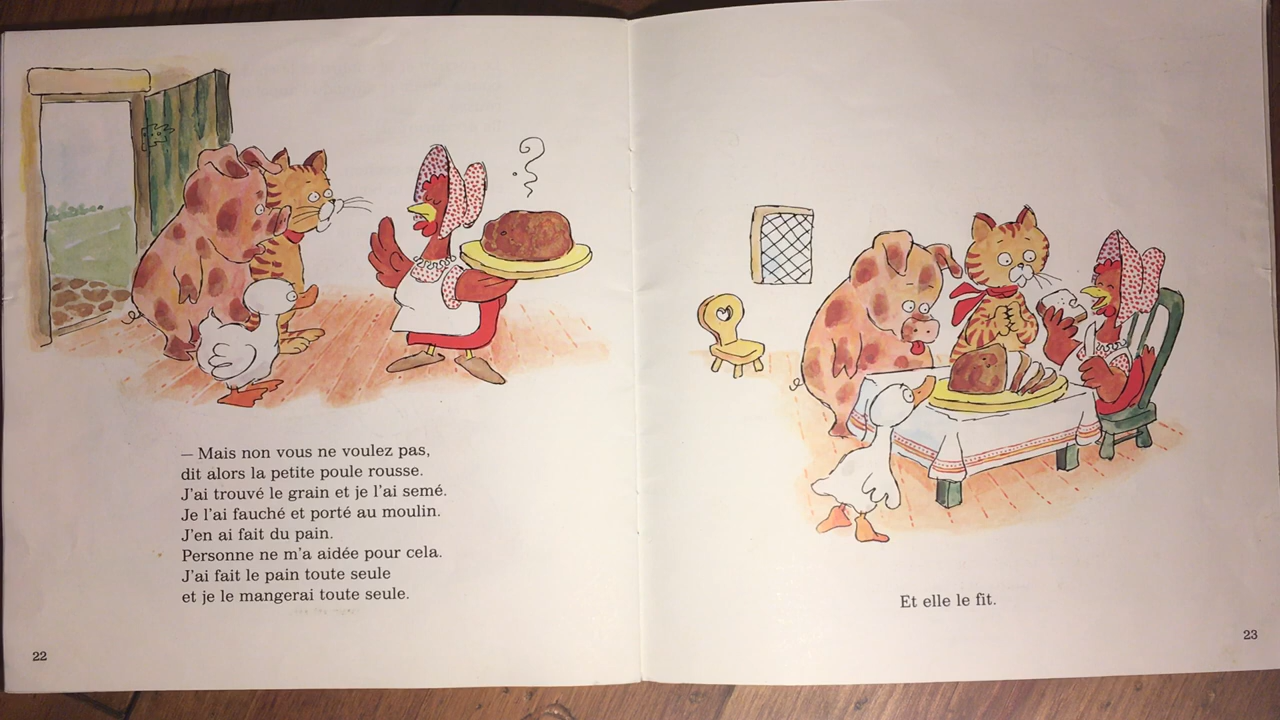 — Mais non vous ne voulez pas,
dit alors la petite poule rousse.
J'ai trouvé le grain et je l'ai semé.
Je l'ai fauché et porté au moulin.
J'en ai fait du pain.
Personne ne m'a aidée pour cela.
J'ai fait le pain toute seule
et je le mangerai toute seule.
22
Et elle le fit.
23